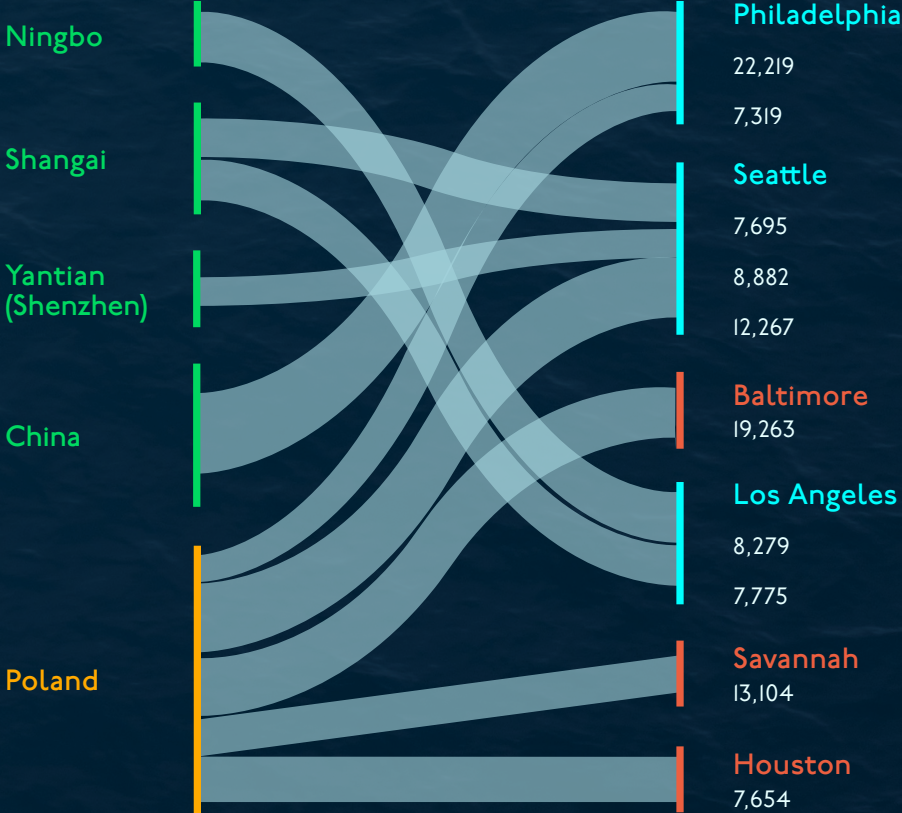 Ningbo
Shangai
Yantian
(Shenzhen)
China
Poland
Philadelphia
22,219
7,319
Seattle
7,695
8,882
12,267
Baltimore
19,263
Los Angeles
8,279
7,775
Savannah
13,104
Houston
7,654